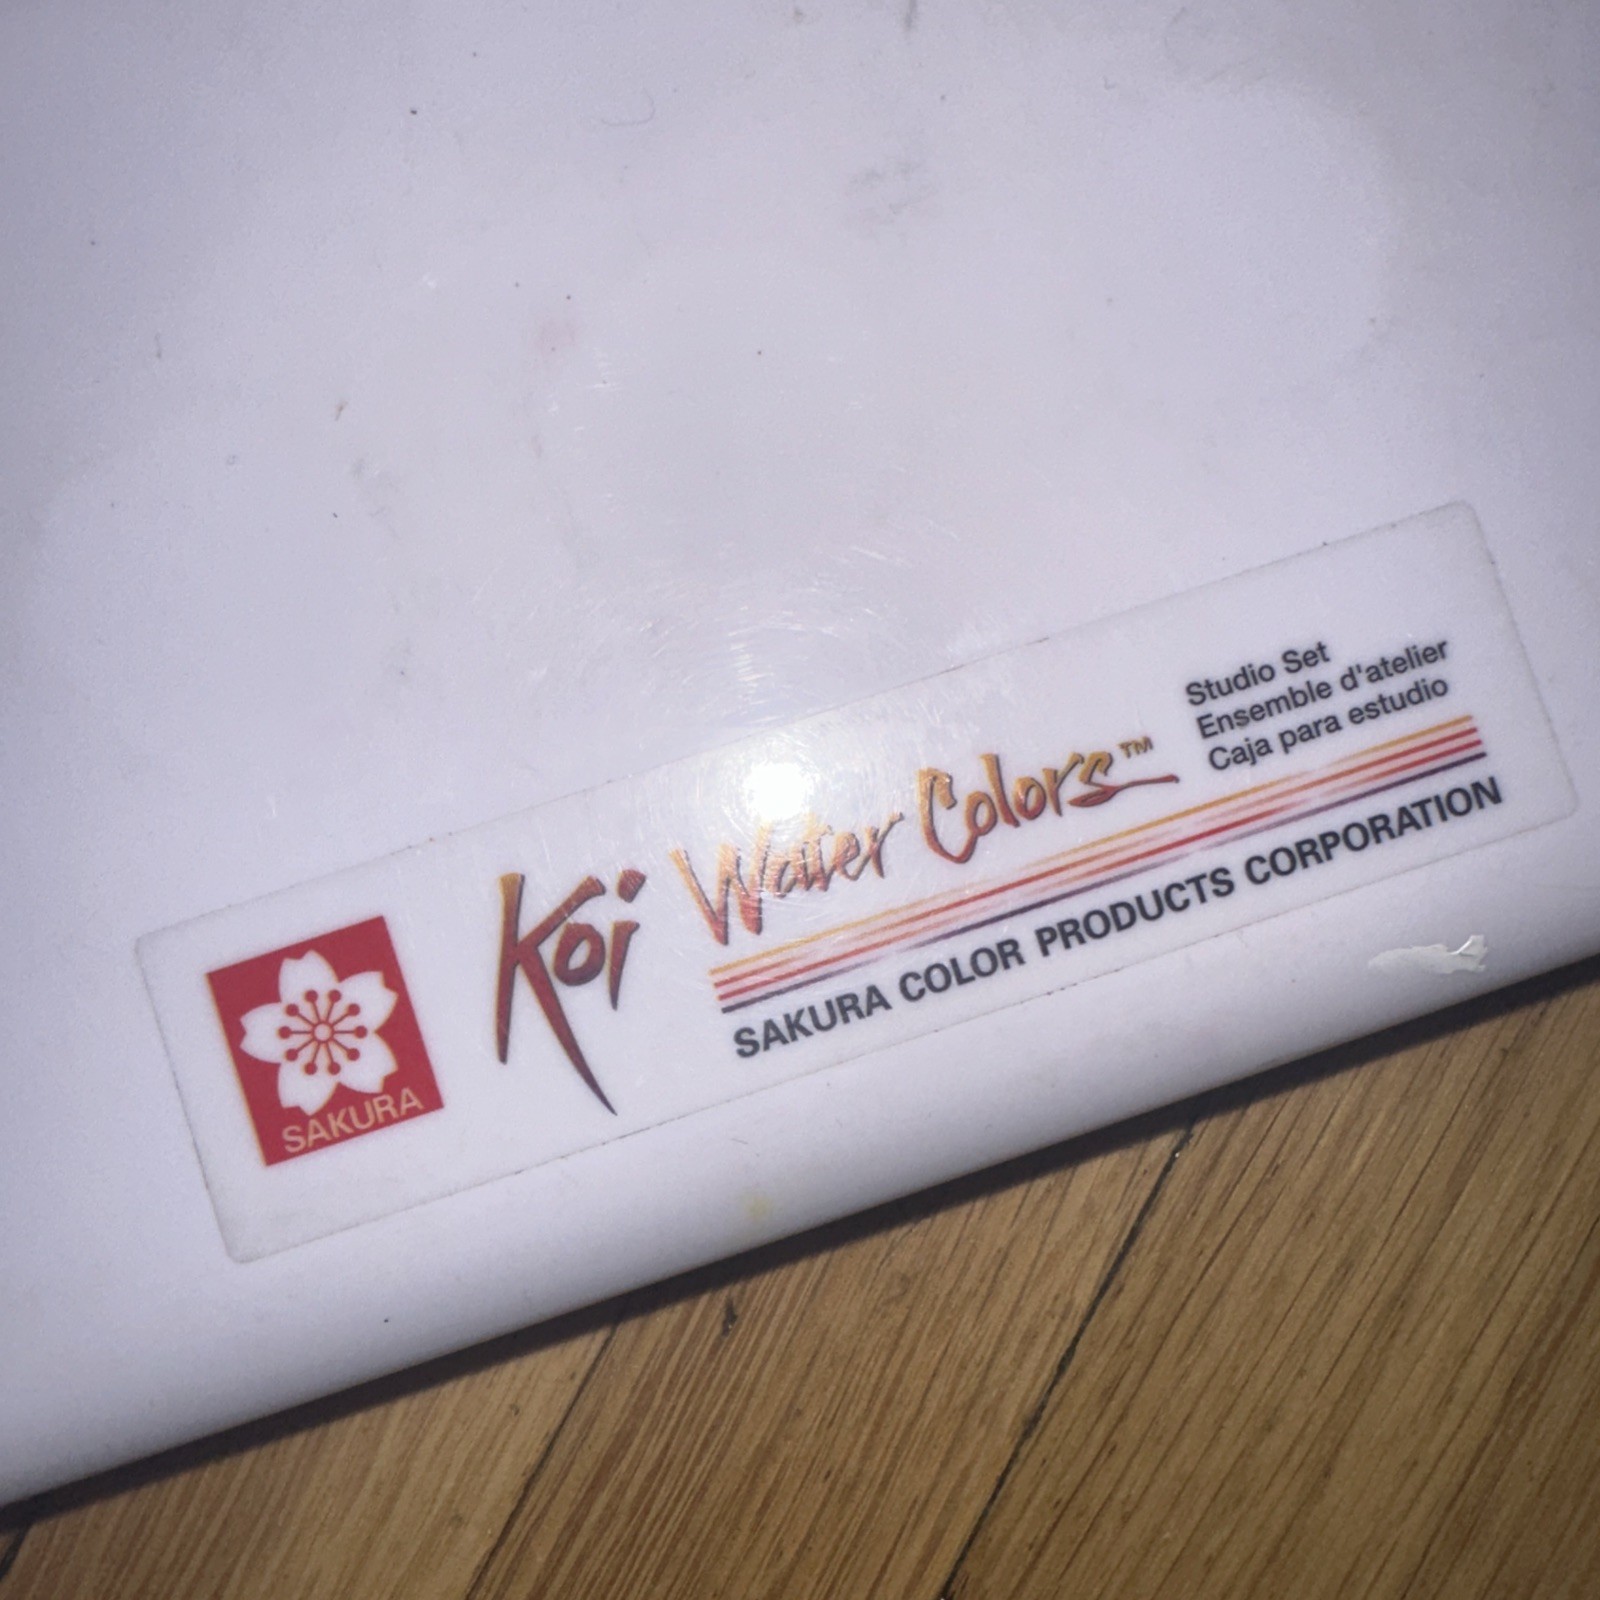 SAKURA
Koi Water Colors™
Studio Set
Ensemble d'atelier
Caja para estudio
SAKURA COLOR PRODUCTS CORPORATION